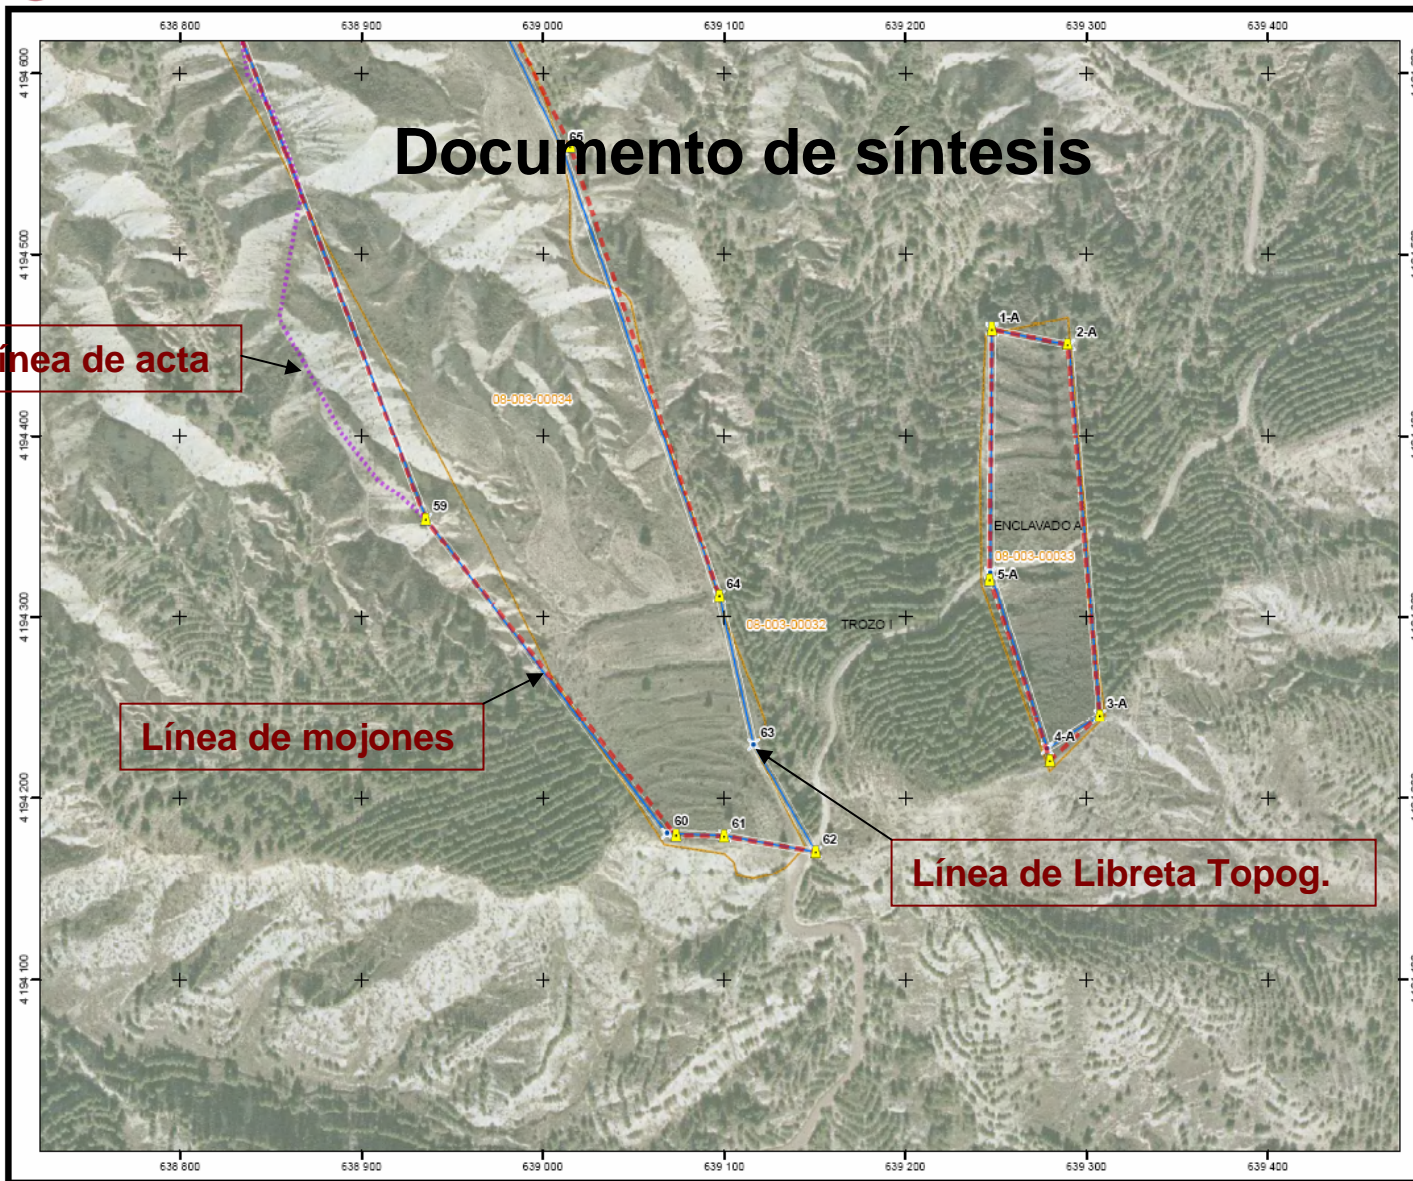 638 800 638 900 639 000 639 100 639 200 639 300 639 400
4 194 600
65
Documento de síntesis
4 194 500
1-A
2-A
ínea de acta
08-003-00034
4 194 400
59
ENCLAVADO A
08-003-00033
5-A
64
4 194 300
08-003-00032 TROZO I
3-A
Línea de mojones
63
4-A
4 194 200
60 61 62
Línea de Libreta Topog.
4 194 100
638 800 638 900 639 000 639 100 639 200 639 300 639 400